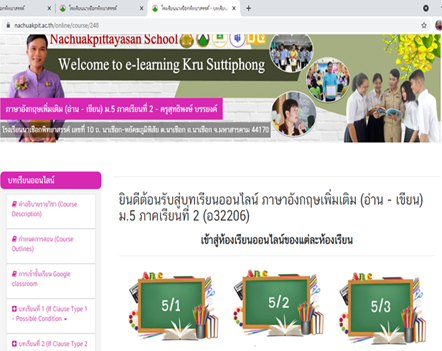 โรงเรียนนาเชือกพิทยาสรรค์
โรงเรียนนาเชือกพิทยาสรรค์ - บทเรียน
nachuakpit.ac.th/online/course/248
Nachuakpittayasan School
Welcome to e-learning Kru Suttiphong
ภาษาอังกฤษเพิ่มเติม (อ่าน - เขียน) ม.5 ภาคเรียนที่ 2 - ครูสุทธิพงษ์ บรรยงค์
โรงเรียนนาเชือกพิทยาสรรค์ เลขที่ 10 ถ. นาเชือก-พยัคฆภูมิพิสัย ต.นาเชือก อ.นาเชือก จ.มหาสารคาม 44170
บทเรียนออนไลน์
คำอธิบายรายวิชา (Course Description)
กำหนดการสอน (Course Outlines)
การเข้าชั้นเรียน Google classroom
บทเรียนที่ 1 (If Clause Type 1 - Possible Condition
บทเรียนที่ 2 (If Clause Type 2
ยินดีต้อนรับสู่บทเรียนออนไลน์ ภาษาอังกฤษเพิ่มเติม (อ่าน - เขียน)
ม.5 ภาคเรียนที่ 2 (อ32206)
เข้าสู่ห้องเรียนออนไลน์ของแต่ละห้องเรียน
5/1
5/2
5/3